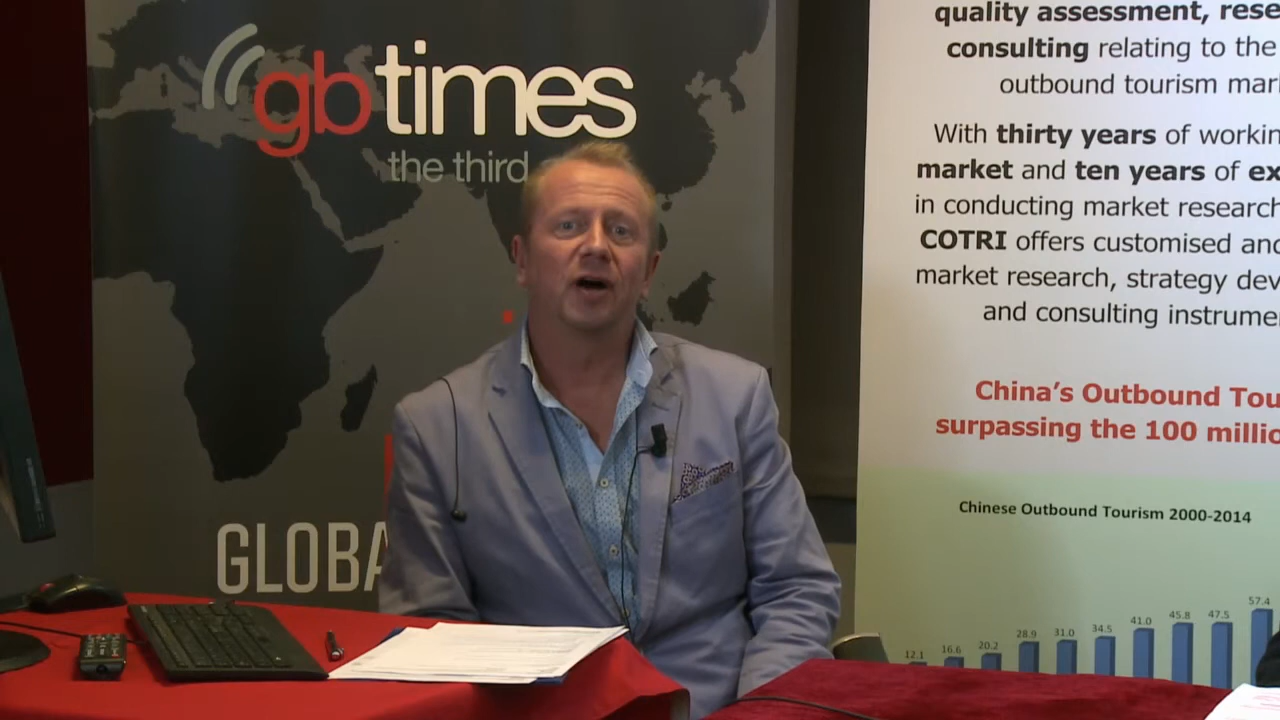 gbtimes
the third
GLOBA
quality assessment, rese
consulting relating to the
outbound tourism mar
With thirty years of workin
market and ten years of ex
in conducting market research
COTRI offers customised and
market research, strategy dev
and consulting instrume
China's Outbound Tou
surpassing the 100 millio
Chinese Outbound Tourism 2000-2014
12.1 16.6 20.2 28.9 31.0 34.5 41.0 45.8 47.5 57.4